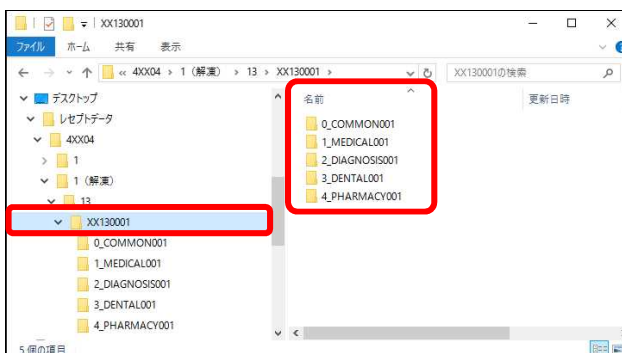 XX130001
ファイル ホーム 共有 表示
« 4XX04 › 1（解凍） › 13 › XX130001 ›
XX130001の検索
デスクトップ
レセプトデータ
4XX04
1
1（解凍）
13
XX130001
0_COMMON001
1_MEDICAL001
2_DIAGNOSIS001
3_DENTAL001
4_PHARMACY001
名前 更新日時
0_COMMON001
1_MEDICAL001
2_DIAGNOSIS001
3_DENTAL001
4_PHARMACY001
5 個の項目